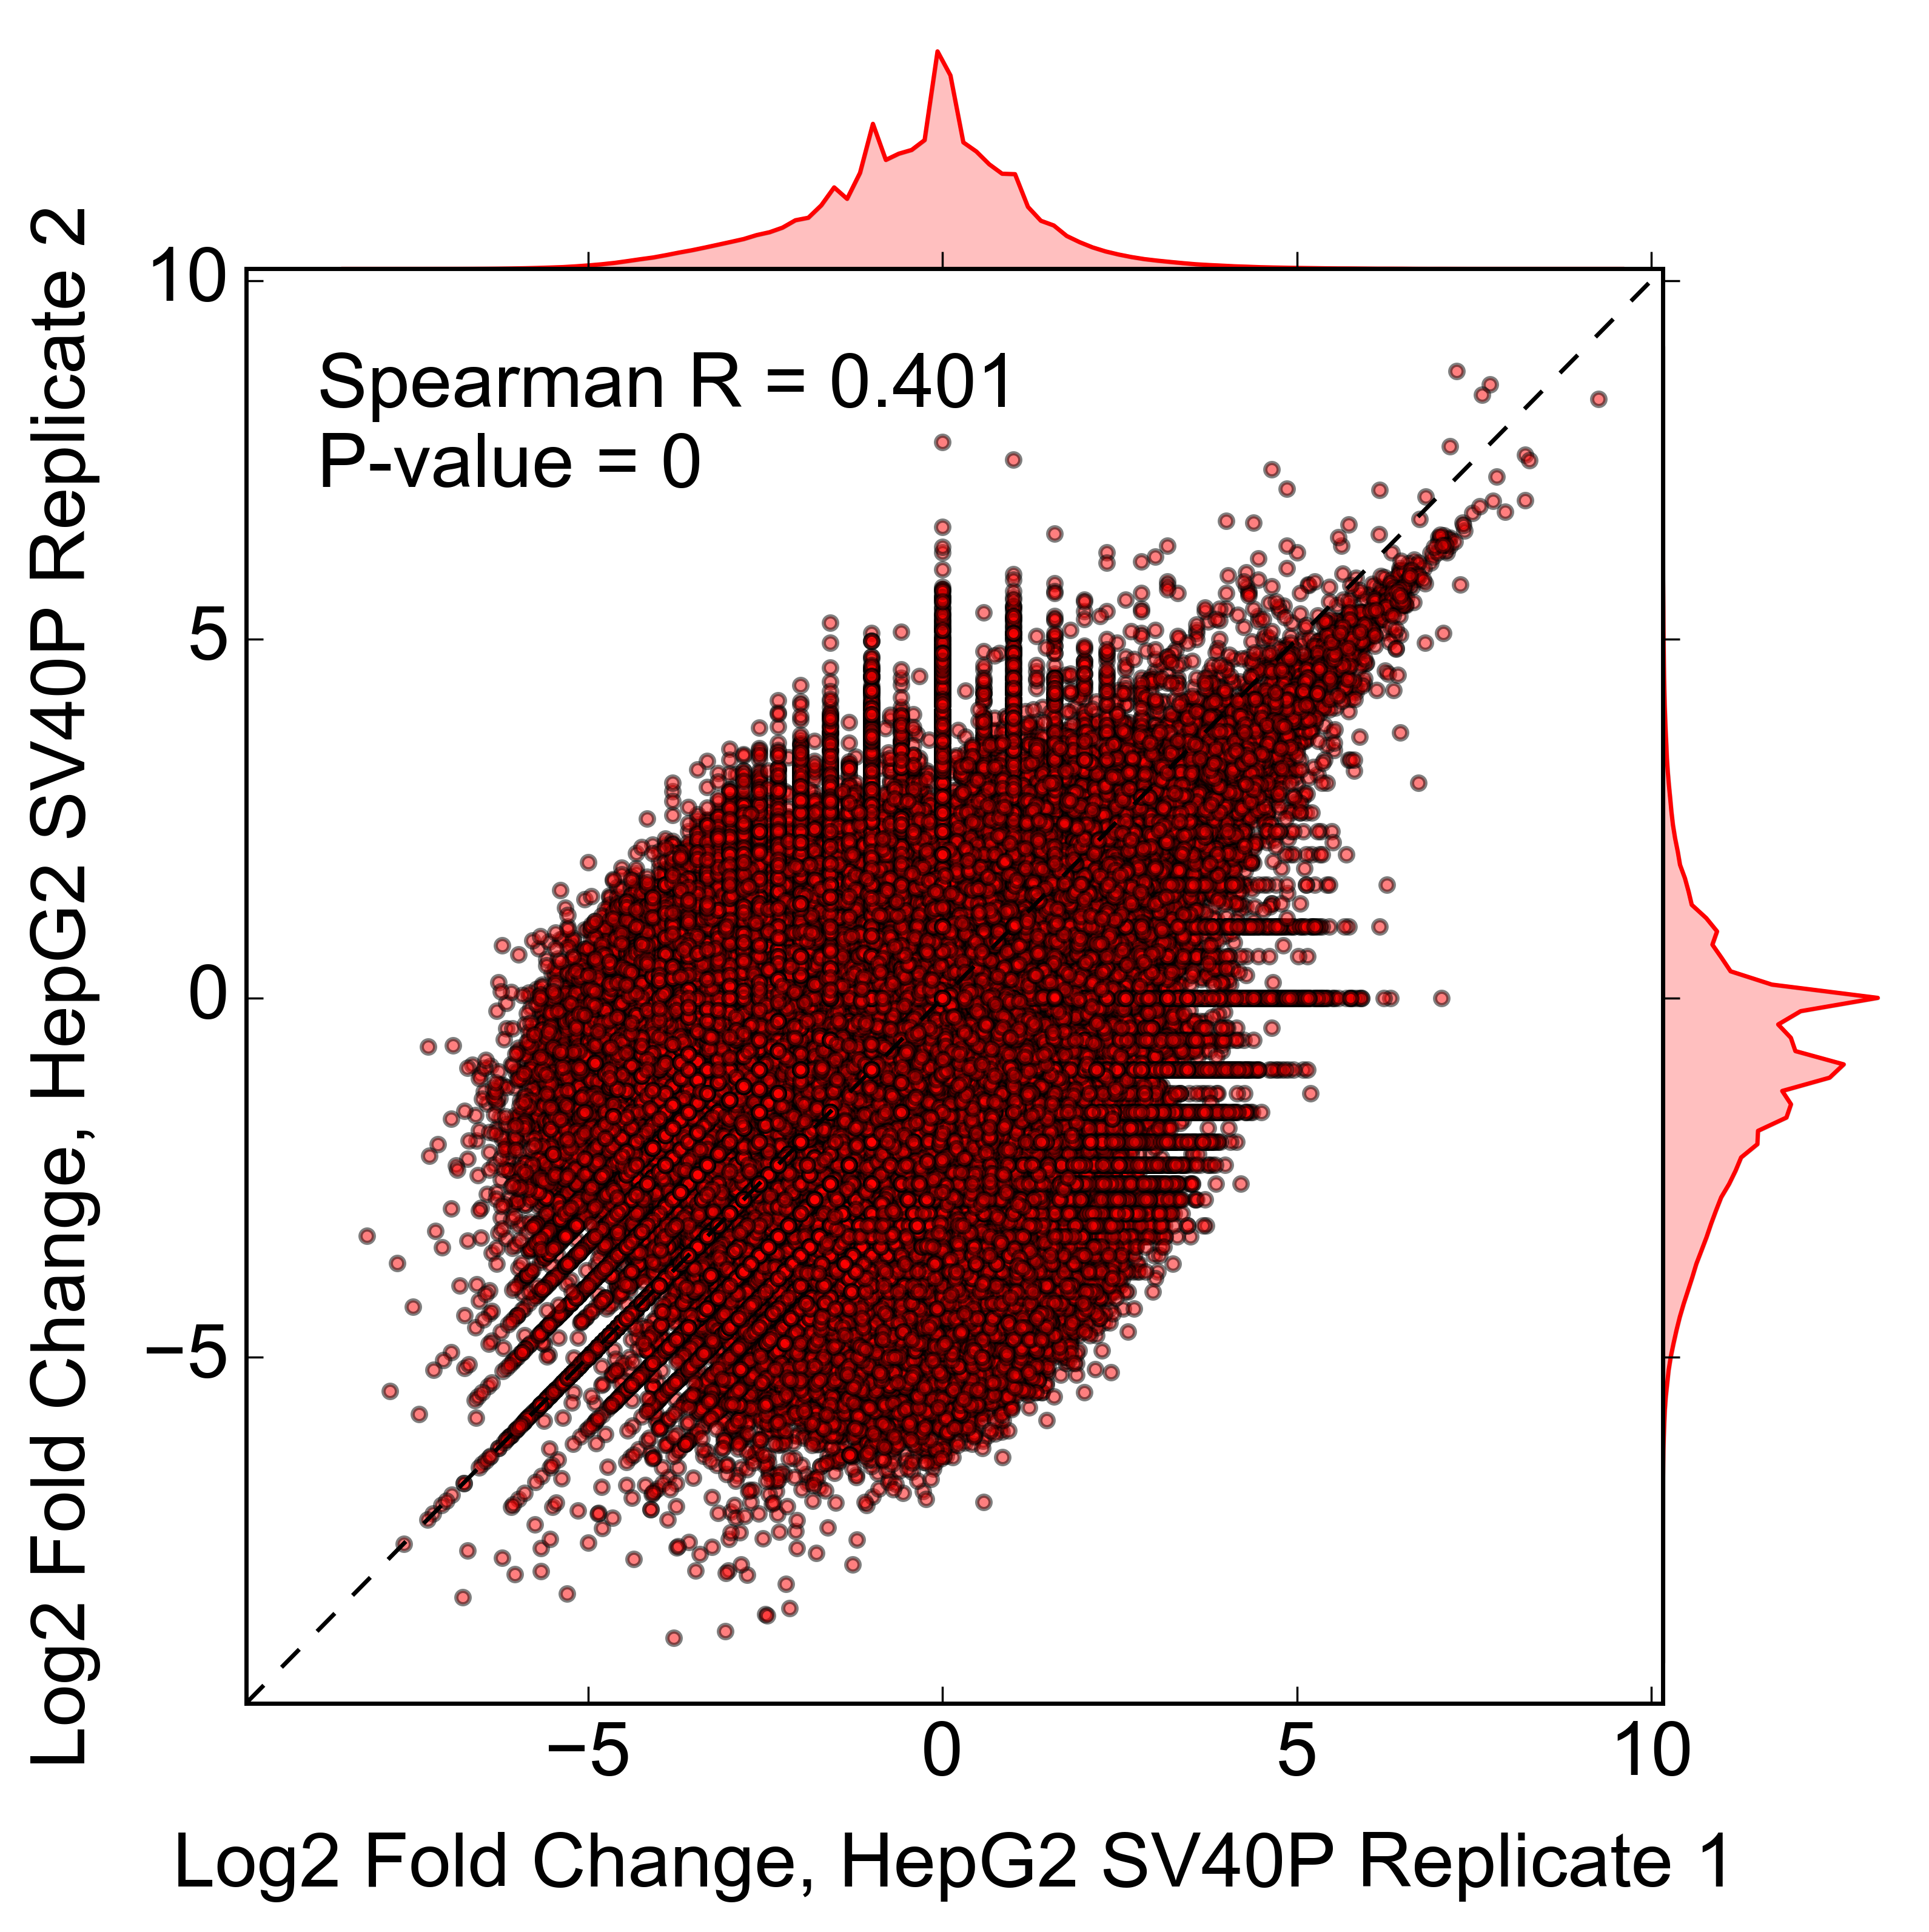 Log2 Fold Change, HepG2 SV40P Replicate 2
10
5
0
−5
Spearman R = 0.401
P-value = 0
−5 0 5 10
Log2 Fold Change, HepG2 SV40P Replicate 1